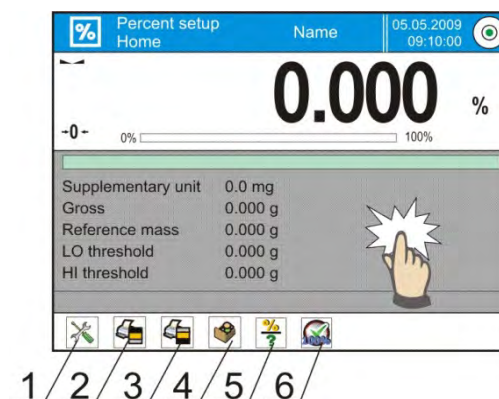 % Percent setup Name 05.05.2009
Home 09:10:00
0.000 %
→0← 0% 100%
Supplementary unit 0.0 mg
Gross 0.000 g
Reference mass 0.000 g
LO threshold 0.000 g
HI threshold 0.000 g
% ? 100%
1 2 3 4 5 6